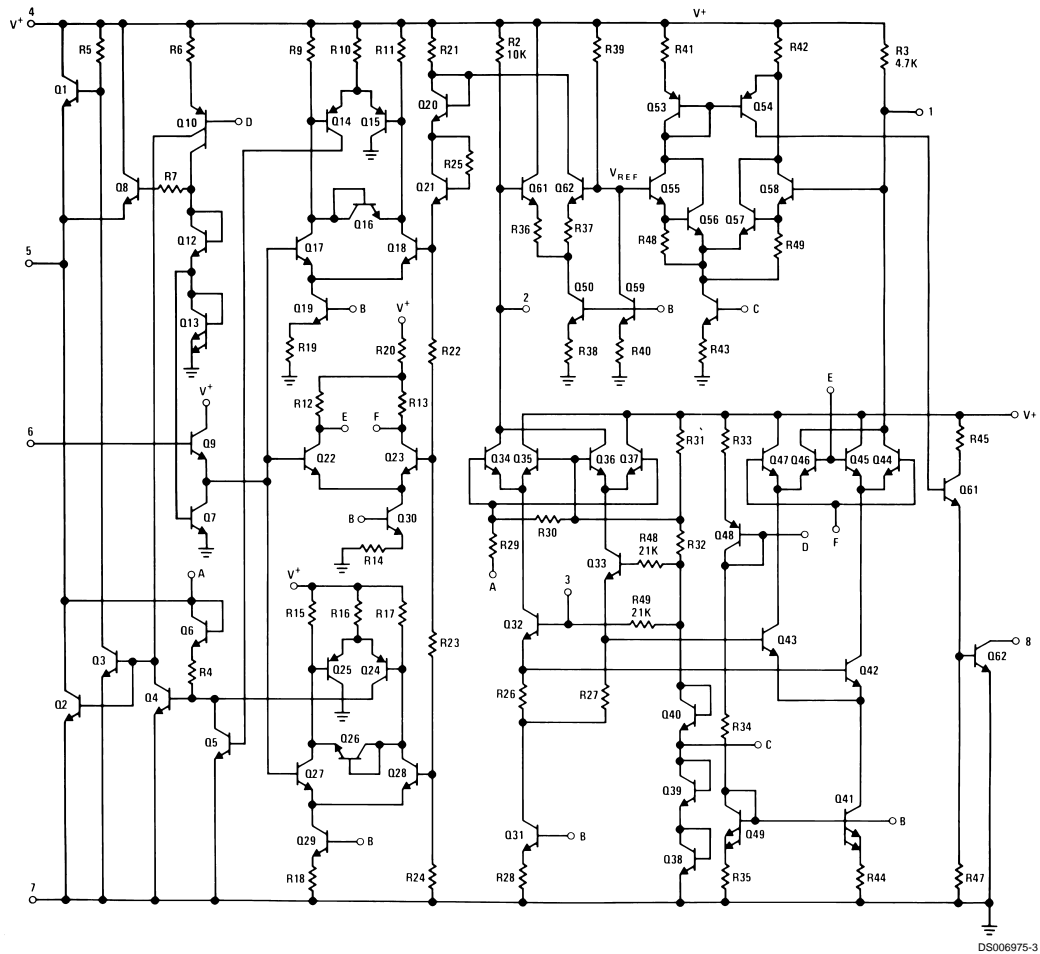 V+ 4
R5
R6
R9
R10
R11
R21
R2
10K
R39
R41
V+
R42
R3
4.7K
Q1
Q10
D
Q14
Q15
Q20
Q53
Q54
1
R25
Q8
R7
Q21
Q61
Q62
VREF
Q55
Q58
Q16
R36
R37
Q56
Q57
Q12
Q17
Q18
R48
R49
5
Q50
Q59
Q19
B
2
B
C
Q13
V+
R19
R20
R22
R38
R40
R43
E
V+
R12
R13
V+
E
F
R31
R33
R45
6
Q9
Q22
Q23
Q34
Q35
Q36
Q37
Q47
Q46
Q45
Q44
Q61
Q7
B
Q30
R30
Q48
D
F
R14
R29
R48
21K
R32
Q33
A
V+
A
3
R49
21K
R15
R16
R17
Q6
Q32
Q43
R23
8
Q3
R4
Q25
Q24
Q42
Q62
Q2
Q4
R26
R27
Q40
R34
Q5
Q26
C
Q27
Q28
Q39
Q41
Q31
B
Q49
B
Q29
B
Q38
R18
R24
R28
R35
R44
R47
7
DS006975-3